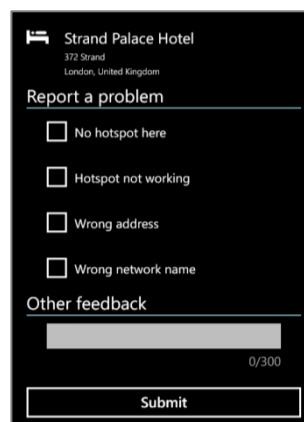 Strand Palace Hotel
372 Strand
London, United Kingdom
Report a problem
No hotspot here
Hotspot not working
Wrong address
Wrong network name
Other feedback
0/300
Submit